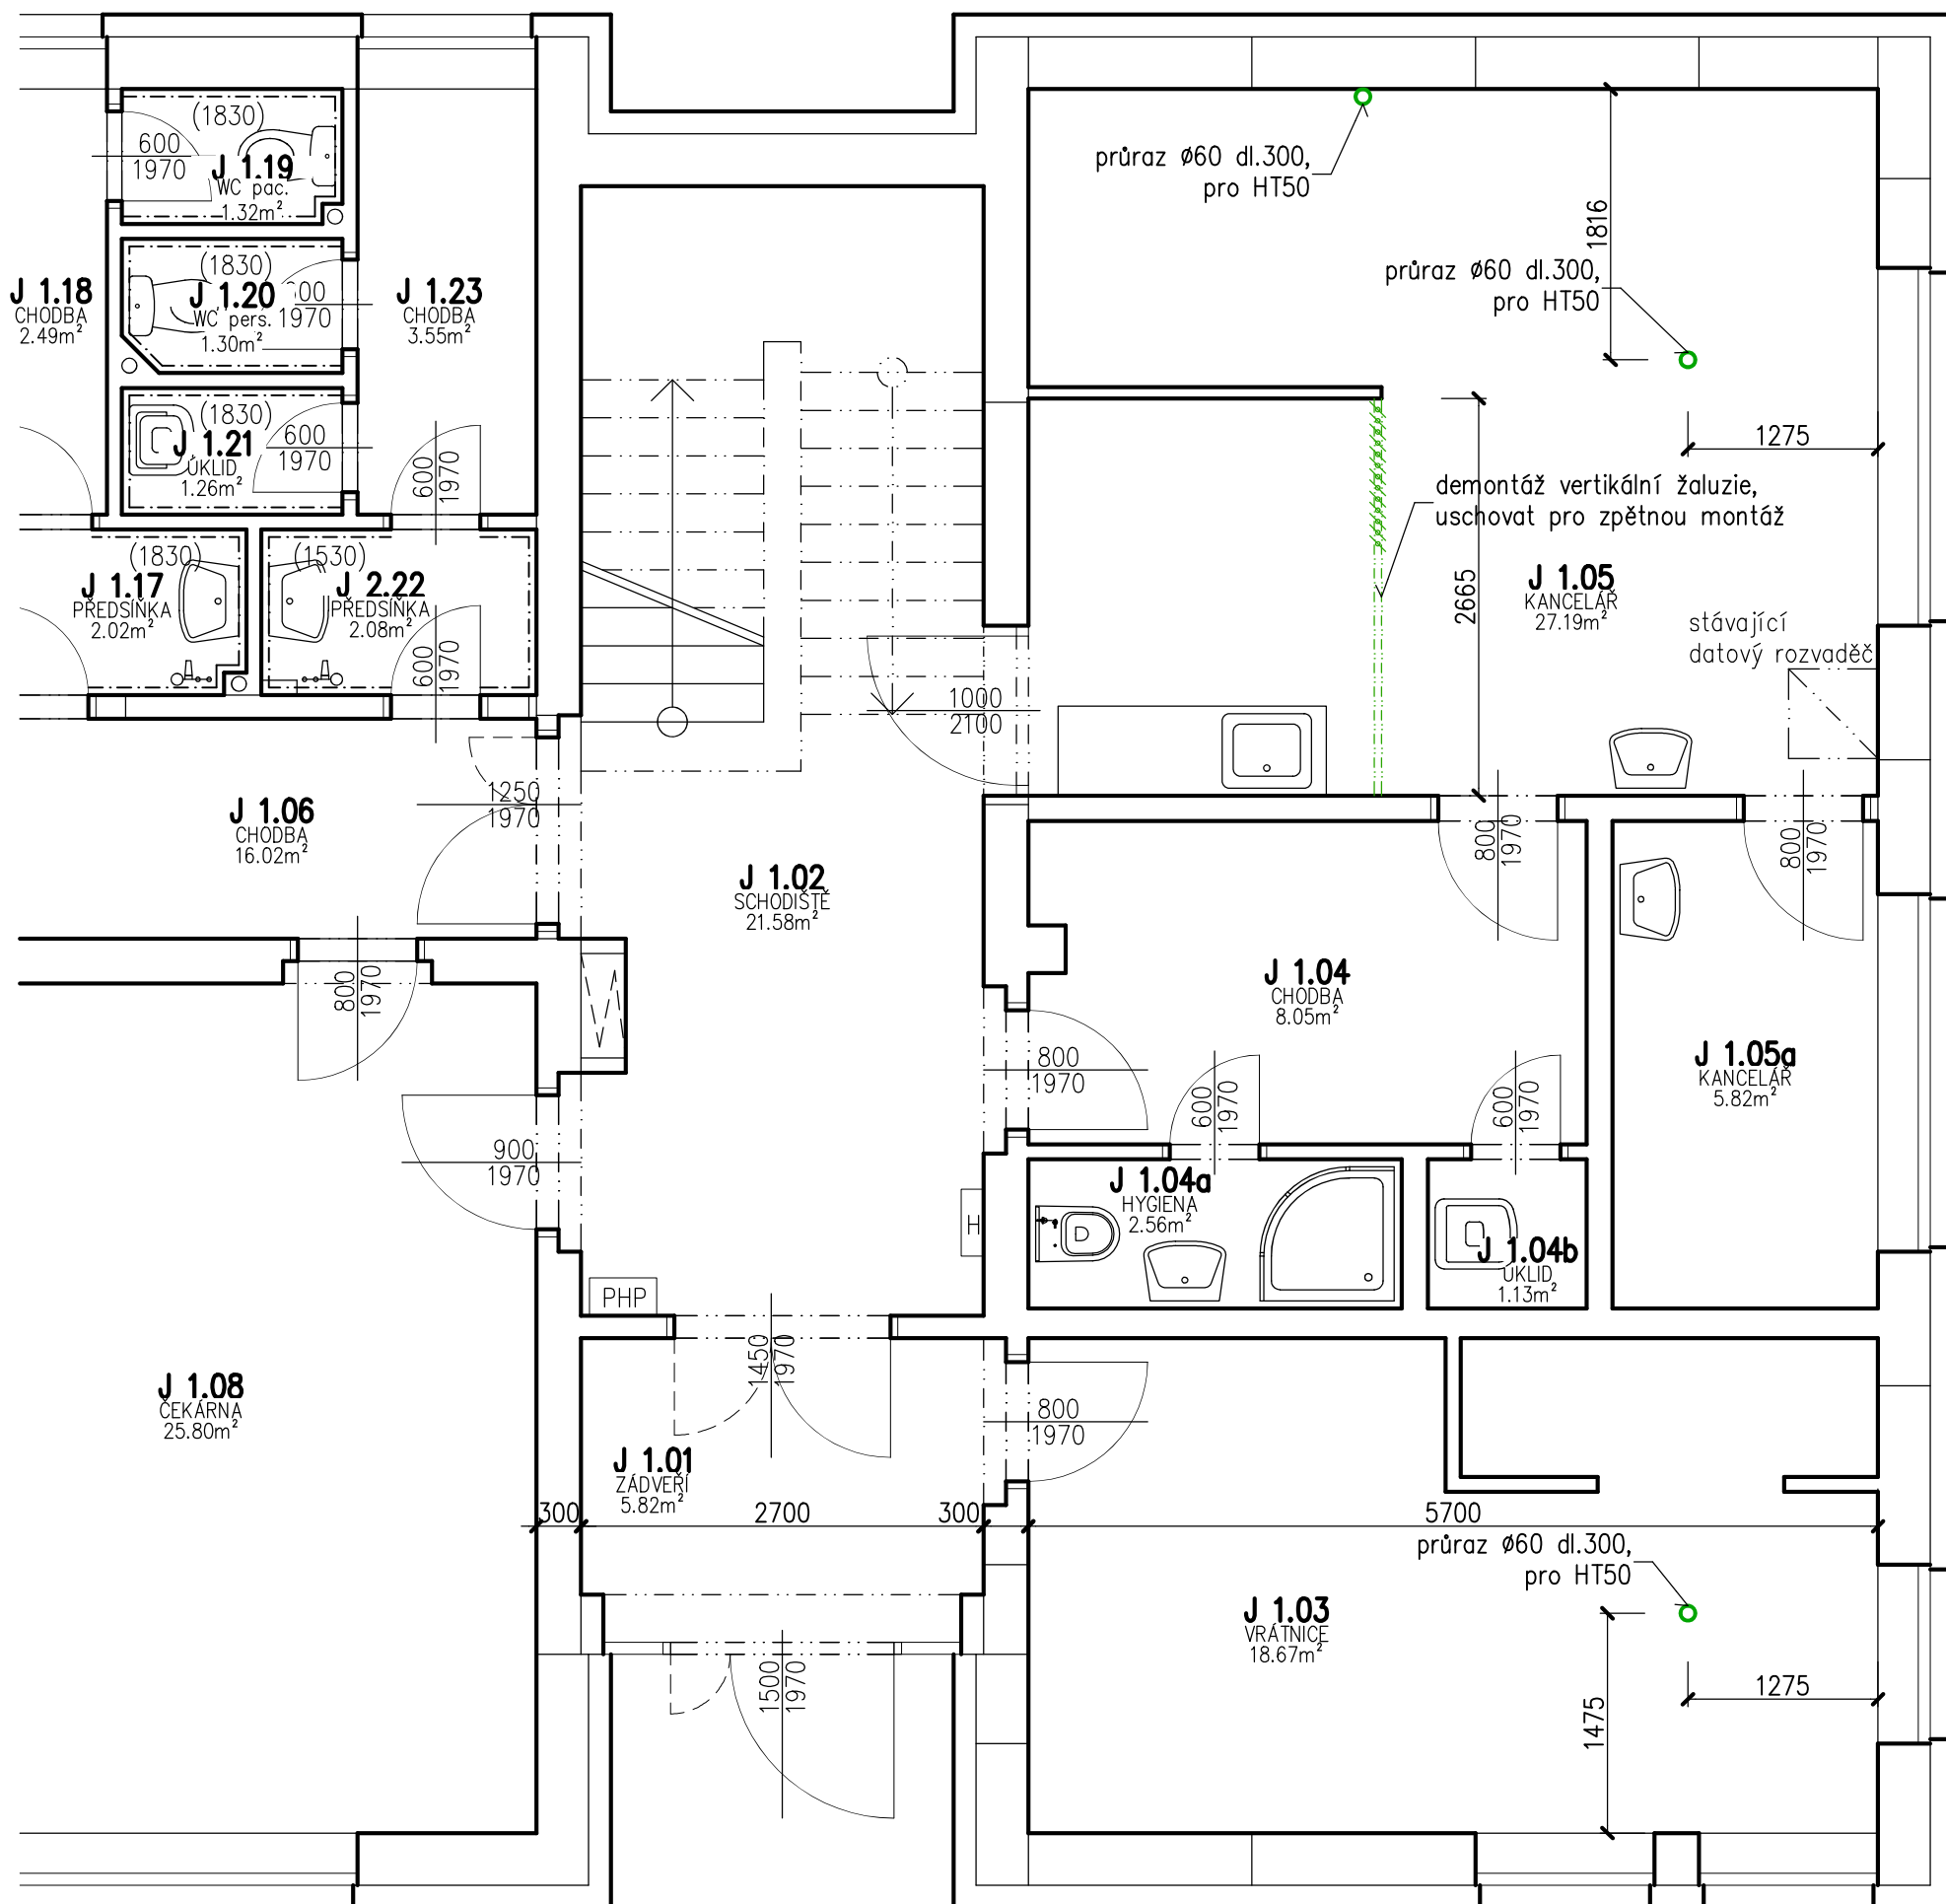 (1830)
600
1970
J 1.19
WC pac.
1.32m²
průraz ø60 dl.300,
pro HT50
1816
průraz ø60 dl.300,
pro HT50
J 1.18
CHODBA
2.49m²
(1830)
J 1.20
WC pers.
1.30m²
00
1970
J 1.23
CHODBA
3.55m²
(1830)
J 1.21
ÚKLID
1.26m²
600
1970
600
1970
1275
demontáž vertikální žaluzie,
uschovat pro zpětnou montáž
2665
(1830)
J 1.17
PŘEDSÍŇKA
2.02m²
(1530)
J 2.22
PŘEDSÍŇKA
2.08m²
600
1970
J 1.05
KANCELÁŘ
27.19m²
stávající
datový rozvaděč
1000
2100
J 1.06
CHODBA
16.02m²
1250
1970
800
1970
800
1970
J 1.02
SCHODIŠTĚ
21.58m²
800
1970
J 1.04
CHODBA
8.05m²
800
1970
600
1970
600
1970
J 1.05a
KANCELÁŘ
5.82m²
900
1970
J 1.04a
HYGIENA
2.56m²
H
J 1.04b
ÚKLID
1.13m²
PHP
1450
1970
J 1.08
ČEKÁRNA
25.80m²
800
1970
J 1.01
ZÁDVEŘÍ
5.82m²
300
2700
300
5700
průraz ø60 dl.300,
pro HT50
J 1.03
VRÁTNICE
18.67m²
1500
1970
1475
1275